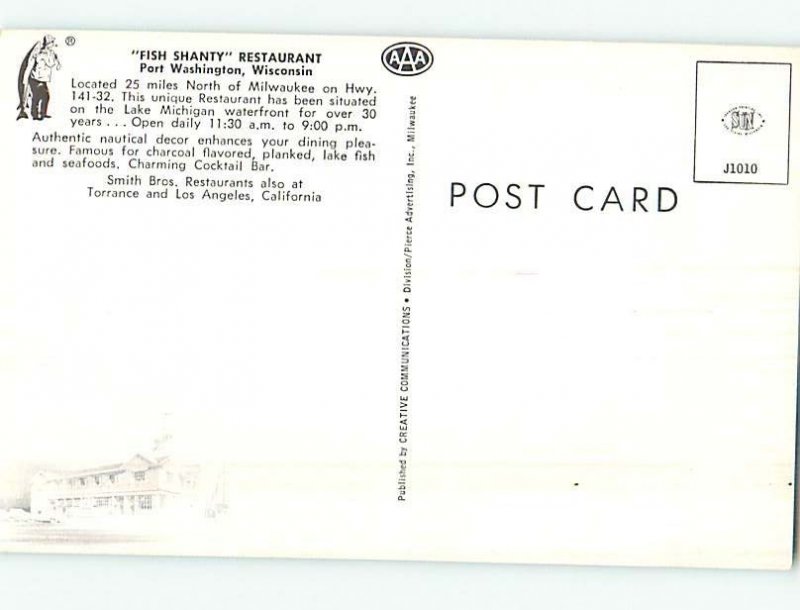 ®
"FISH SHANTY" RESTAURANT
Port Washington, Wisconsin
Located 25 miles North of Milwaukee on Hwy.
141-32. This unique Restaurant has been situated
on the Lake Michigan waterfront for over 30
years . . . Open daily 11:30 a.m. to 9:00 p.m.
Authentic nautical decor enhances your dining plea-
sure. Famous for charcoal flavored, planked, lake fish
and seafoods. Charming Cocktail Bar.
Smith Bros. Restaurants also at
Torrance and Los Angeles, California
AAA
Published by CREATIVE COMMUNICATIONS • Division/Pierce Advertising, Inc., Milwaukee
POST CARD
J1010